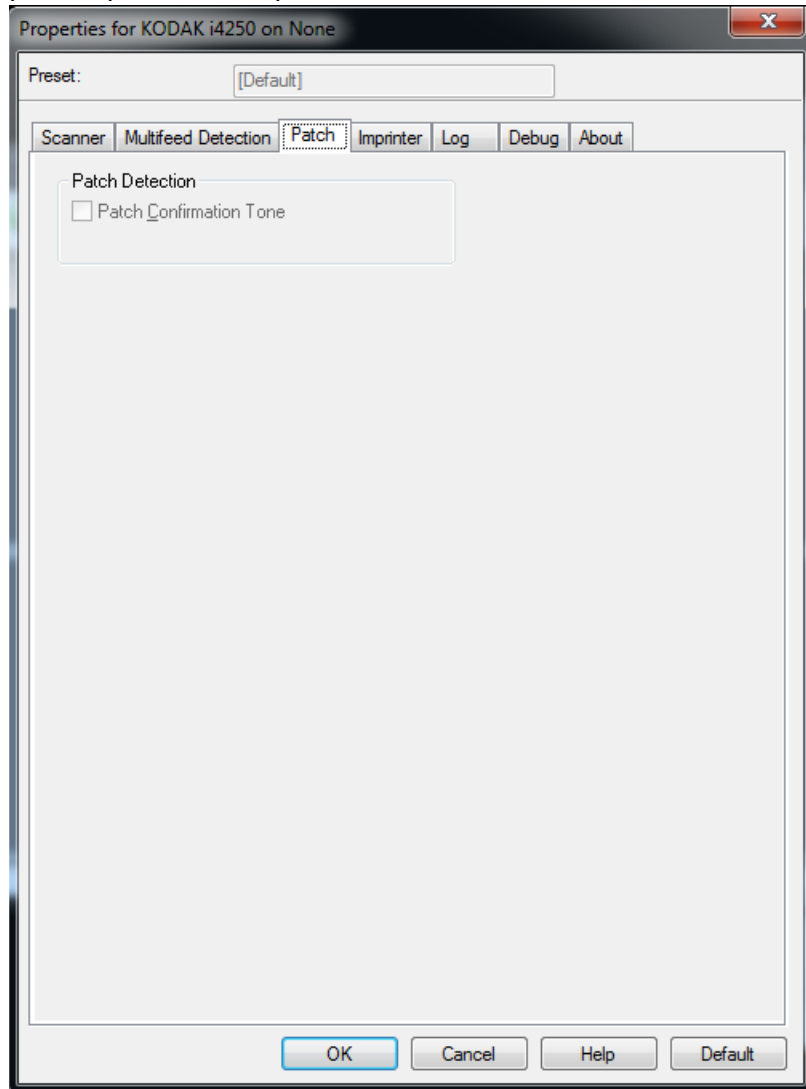 Properties for KODAK i4250 on None
Preset: [Default]
Scanner Multifeed Detection Patch Imprinter Log Debug About
Patch Detection
Patch Confirmation Tone
OK Cancel Help Default